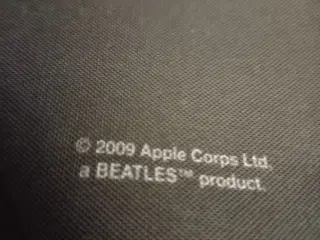 © 2009 Apple Corps Ltd.
a BEATLES™ product.